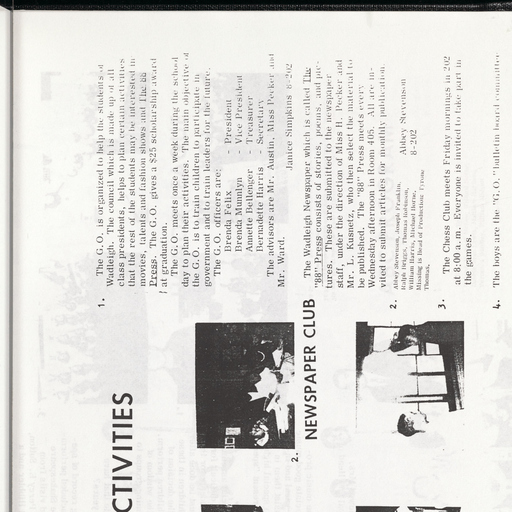 CTIVITIES
1. The G.O. is organized to help the students of
Wadleigh. The council which is made up of all
class presidents, helps to plan certain activities
that the rest of the students may be interested in
movies, talents and fashion shows and The 88
Press. The G.O. gives a $25 scholarship award
at graduation.
The G.O. meets once a week during the school
day to plan their activities. The main objective of
the G.O. is to train children to participate in
government and to train leaders for the future.
The G.O. officers are:
Brenda Felix - President
Brenda Munnlyn - Vice President
Annette Bellenger - Treasurer
Bernadette Harris - Secretary
The advisors are Mr. Austin, Miss Pecker and
Mr. Ward.
Janice Simpkins 8-202
2.
NEWSPAPER CLUB
The Wadleigh Newspaper which is called The
"88" Press consists of stories, poems, and pic-
tures. These are submitted to the newspaper
staff, under the direction of Miss H. Pecker and
Mr. L. Kusnetz, who then select the material to
be published. The "88" Press meets every
Wednesday afternoon in Room 405. All are in-
vited to submit articles for monthly publication.
Abbey Stevenson
8-202
2. Abbey Stevenson, Joseph Franklin,
Ralph Briggs, Thomas Robinson,
William Harris, Michael Burns,
Missing is Head of Production: Tyrone
Thomas.
3. The Chess Club meets Friday mornings in 202
at 8:00 a.m. Everyone is invited to take part in
the games.
4. The boys are the "G.O." bulletin board committee